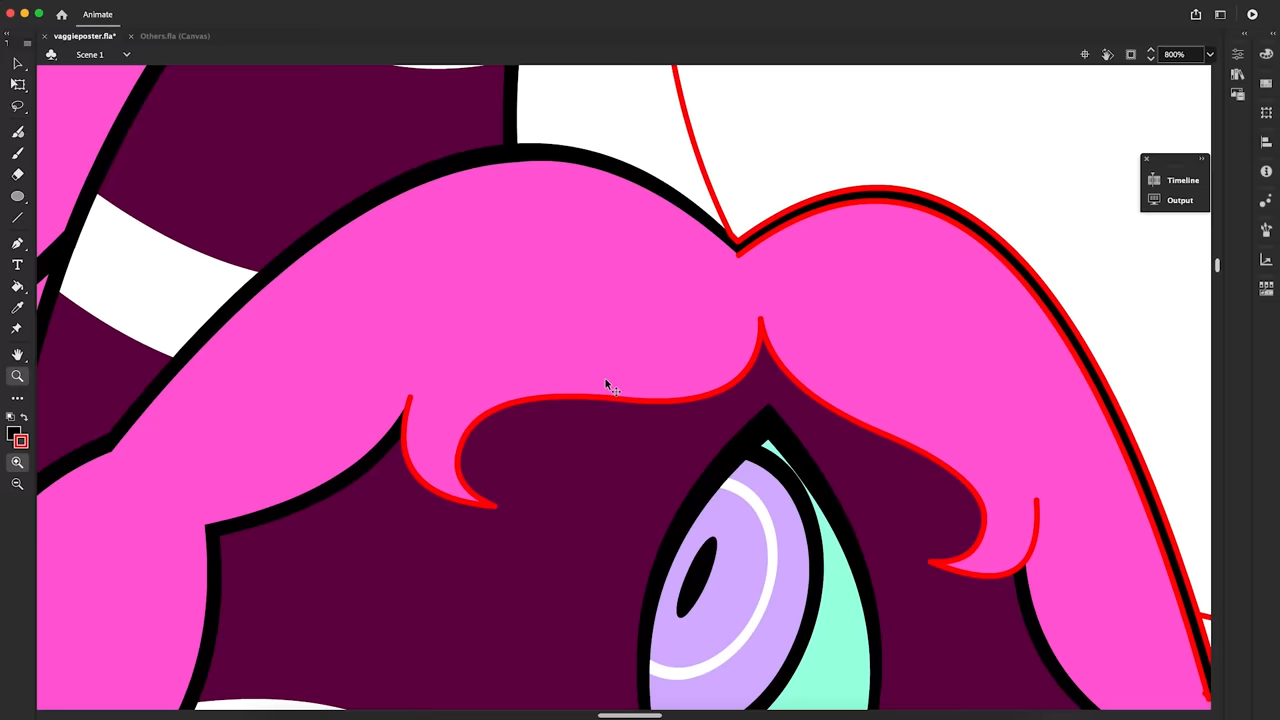 Animate
vaggieposter.fla*
Others.fla (Canvas)
Scene 1
800%
Timeline
Output